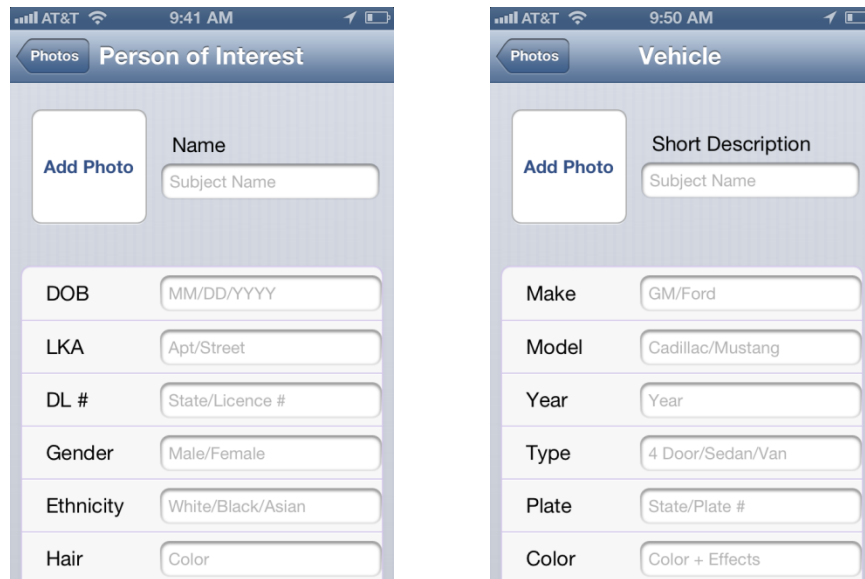 AT&T 9:41 AM
Photos Person of Interest
Add Photo
Name
Subject Name
DOB MM/DD/YYYY
LKA Apt/Street
DL # State/Licence #
Gender Male/Female
Ethnicity White/Black/Asian
Hair Color
AT&T 9:50 AM
Photos Vehicle
Add Photo
Short Description
Subject Name
Make GM/Ford
Model Cadillac/Mustang
Year Year
Type 4 Door/Sedan/Van
Plate State/Plate #
Color Color + Effects